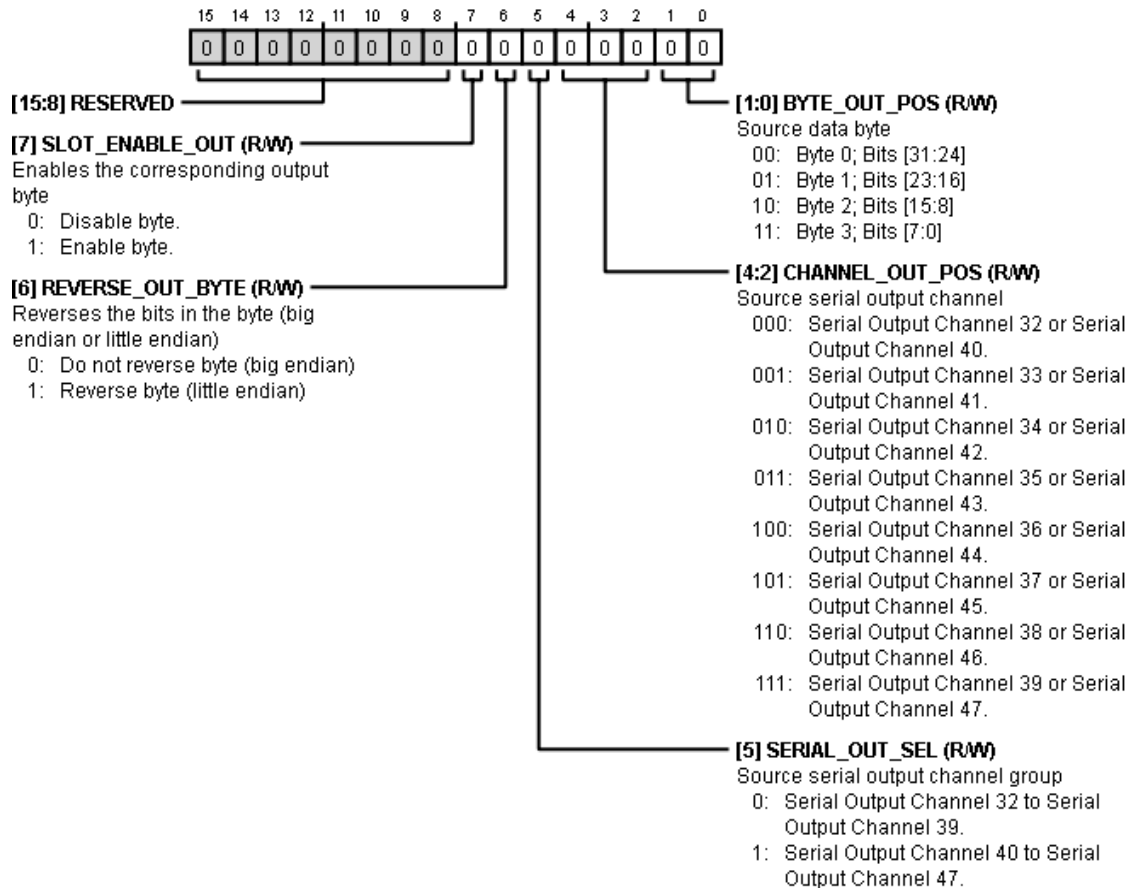 15 14 13 12 11 10 9 8 7 6 5 4 3 2 1 0
0 0 0 0 0 0 0 0 0 0 0 0 0 0 0 0
[15:8] RESERVED
[7] SLOT_ENABLE_OUT (R/W)
Enables the corresponding output
byte
0: Disable byte.
1: Enable byte.
[6] REVERSE_OUT_BYTE (R/W)
Reverses the bits in the byte (big
endian or little endian)
0: Do not reverse byte (big endian)
1: Reverse byte (little endian)
[1:0] BYTE_OUT_POS (R/W)
Source data byte
00: Byte 0; Bits [31:24]
01: Byte 1; Bits [23:16]
10: Byte 2; Bits [15:8]
11: Byte 3; Bits [7:0]
[4:2] CHANNEL_OUT_POS (R/W)
Source serial output channel
000: Serial Output Channel 32 or Serial
Output Channel 40.
001: Serial Output Channel 33 or Serial
Output Channel 41.
010: Serial Output Channel 34 or Serial
Output Channel 42.
011: Serial Output Channel 35 or Serial
Output Channel 43.
100: Serial Output Channel 36 or Serial
Output Channel 44.
101: Serial Output Channel 37 or Serial
Output Channel 45.
110: Serial Output Channel 38 or Serial
Output Channel 46.
111: Serial Output Channel 39 or Serial
Output Channel 47.
[5] SERIAL_OUT_SEL (R/W)
Source serial output channel group
0: Serial Output Channel 32 to Serial
Output Channel 39.
1: Serial Output Channel 40 to Serial
Output Channel 47.